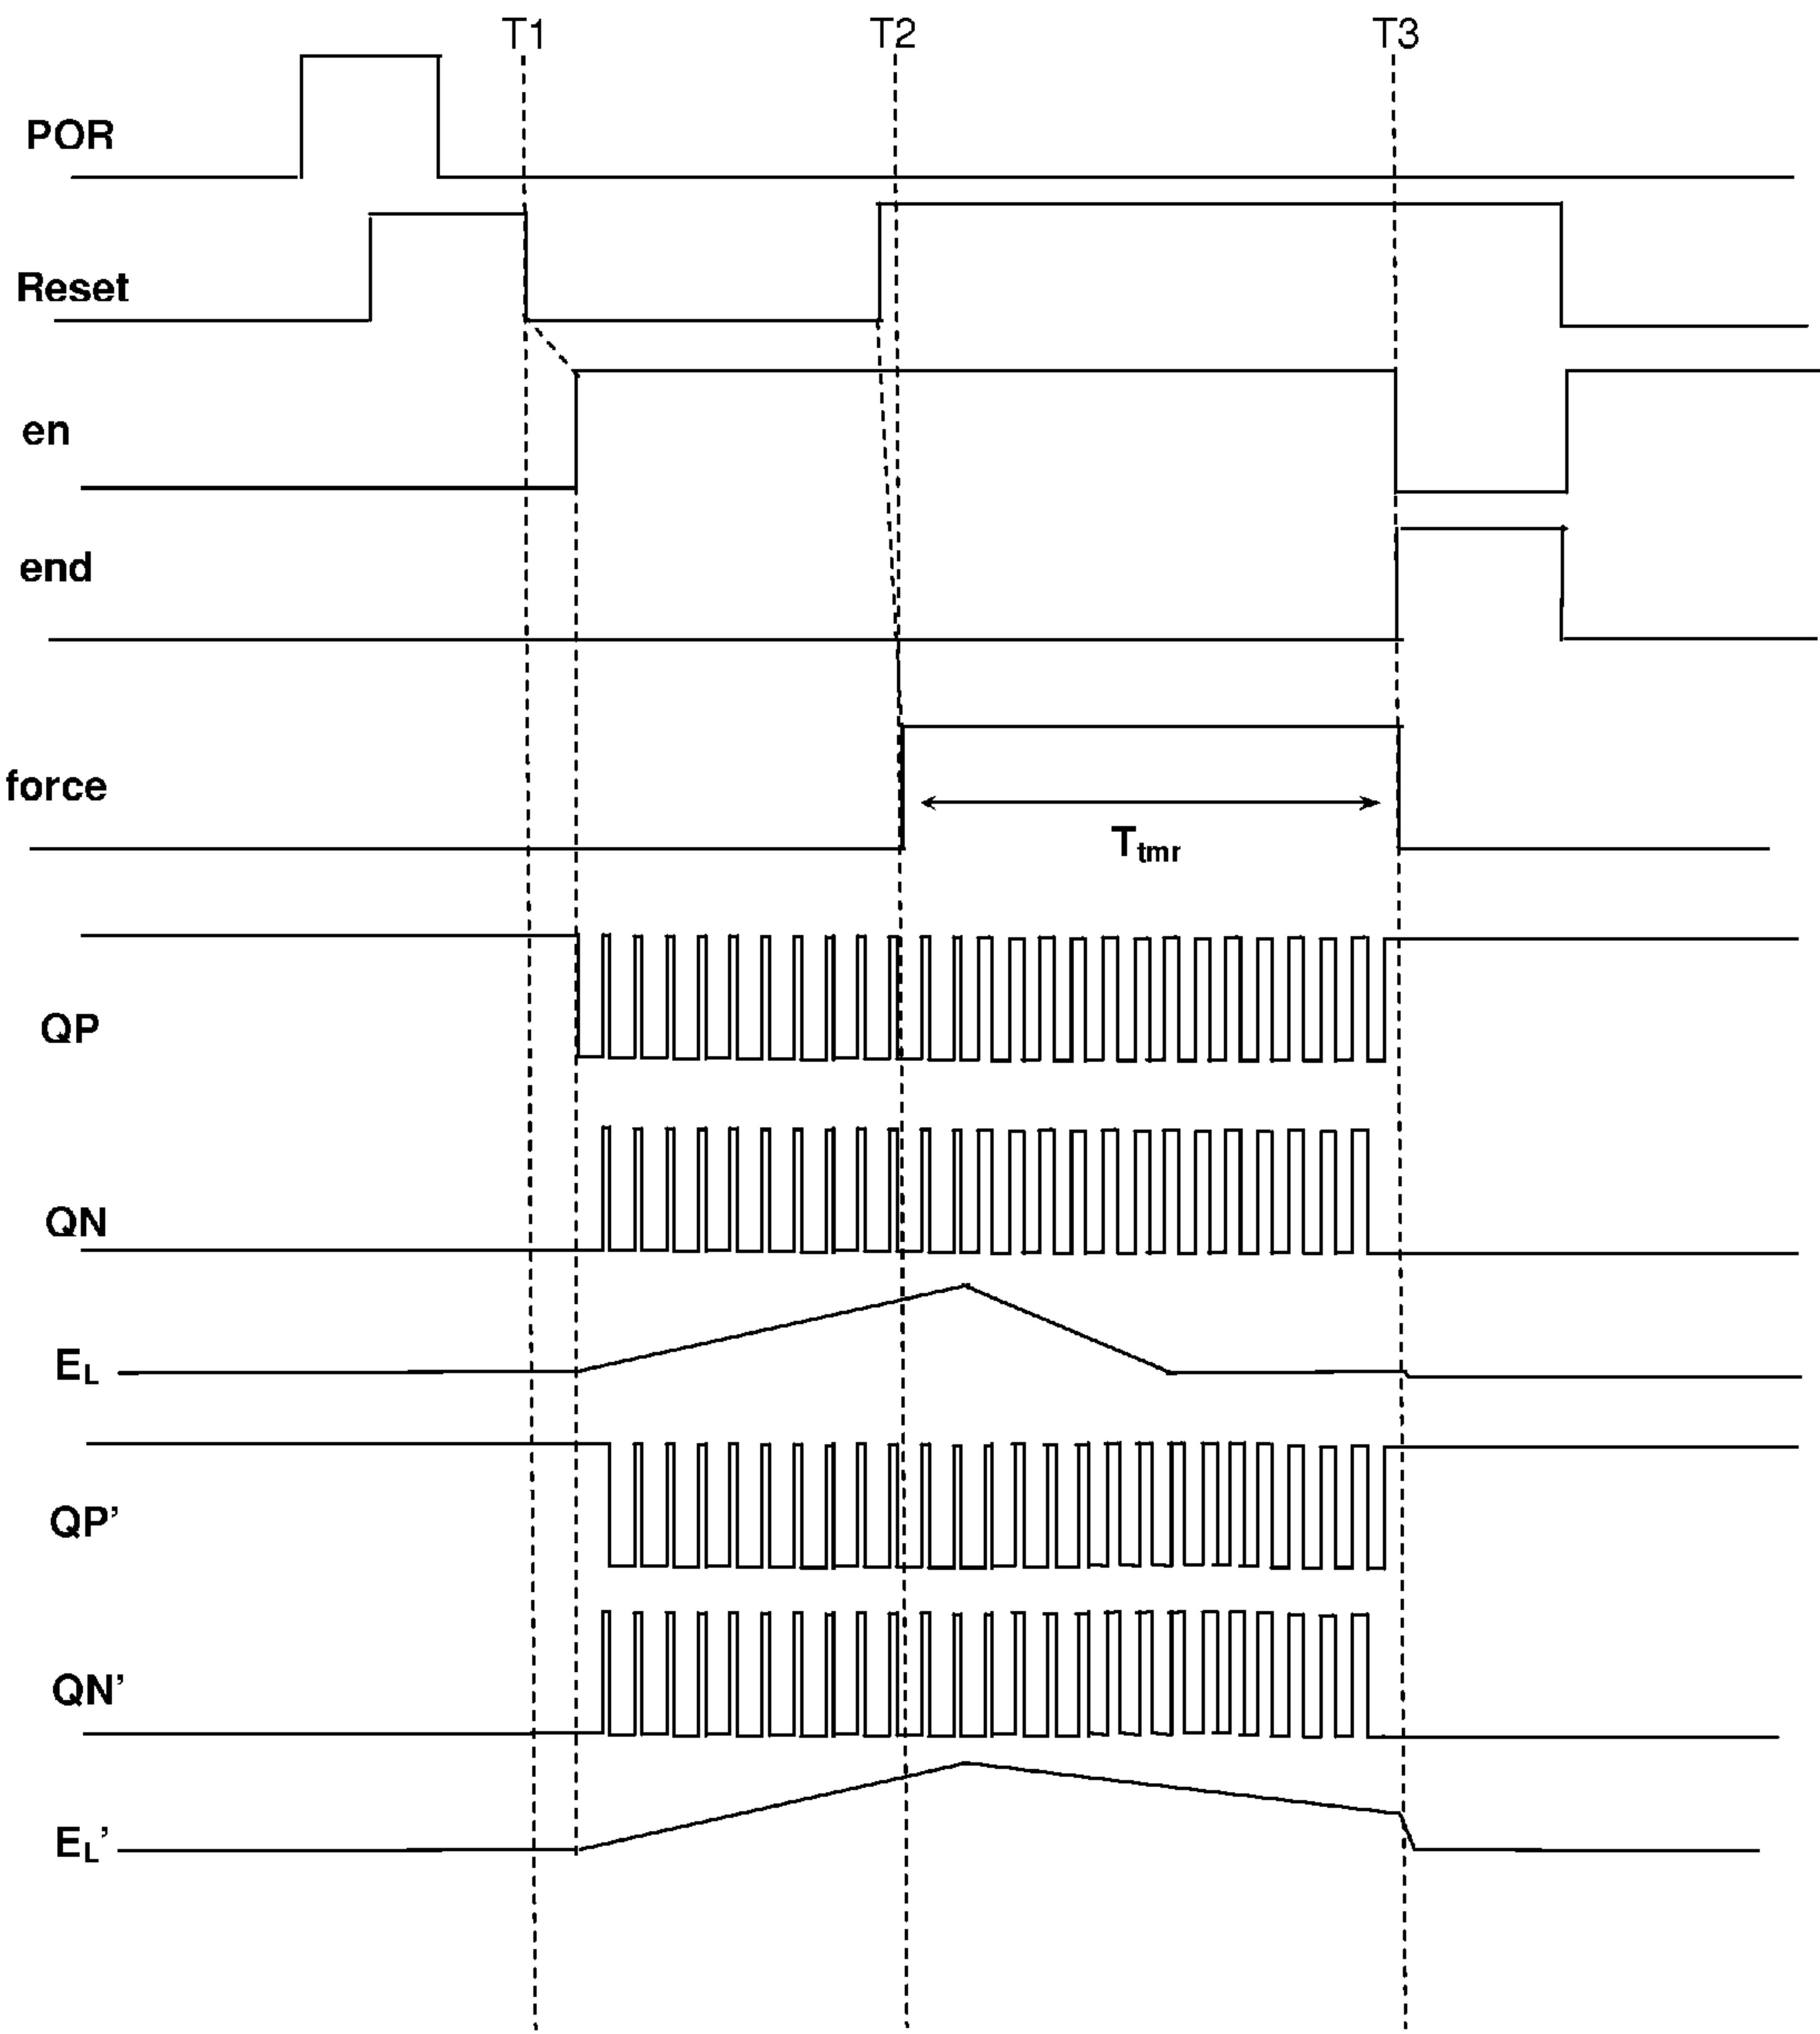 T1 T2 T3
POR
Reset
en
end
force
Ttmr
QP
QN
EL
QP’
QN’
EL’